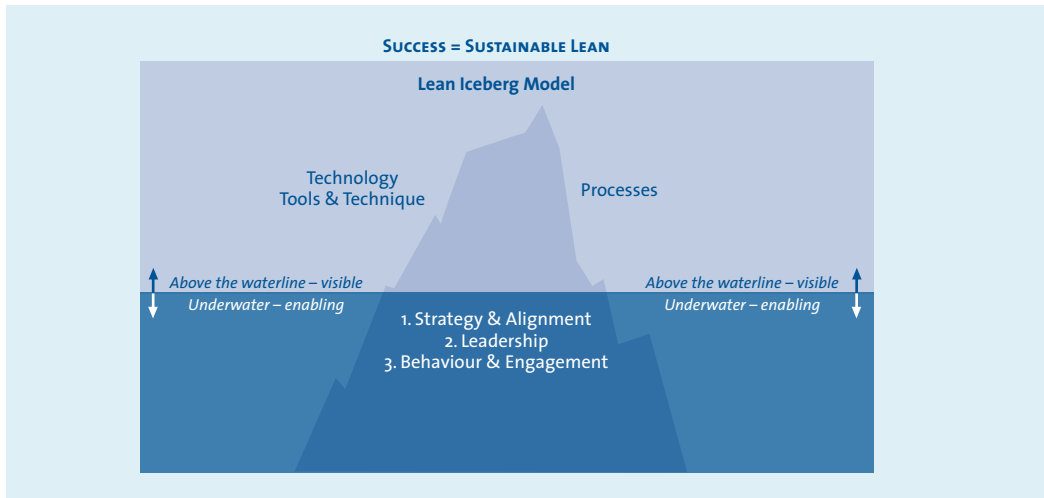 SUCCESS = SUSTAINABLE LEAN
Lean Iceberg Model
Technology
Tools & Technique
Processes
Above the waterline – visible
Underwater – enabling
Above the waterline – visible
Underwater – enabling
1. Strategy & Alignment
2. Leadership
3. Behaviour & Engagement